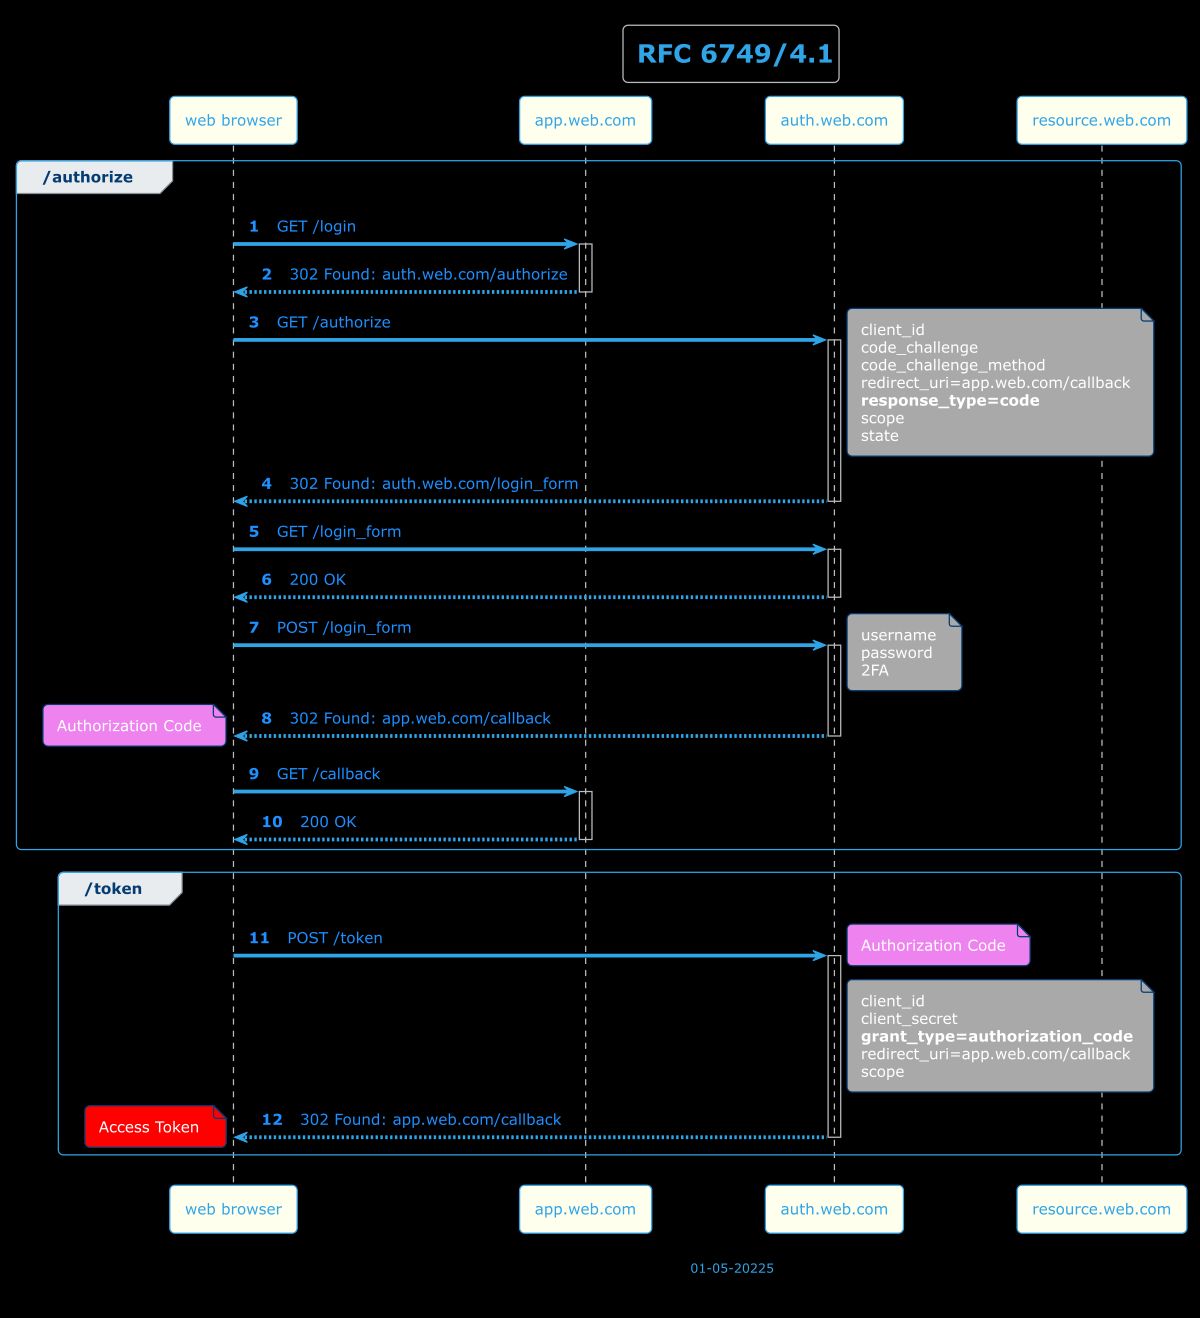 RFC 6749/4.1
web browser
app.web.com
auth.web.com
resource.web.com
/authorize
1 GET /login
2 302 Found: auth.web.com/authorize
3 GET /authorize
client_id
code_challenge
code_challenge_method
redirect_uri=app.web.com/callback
response_type=code
scope
state
4 302 Found: auth.web.com/login_form
5 GET /login_form
6 200 OK
7 POST /login_form
username
password
2FA
8 302 Found: app.web.com/callback
Authorization Code
9 GET /callback
10 200 OK
/token
11 POST /token
Authorization Code
client_id
client_secret
grant_type=authorization_code
redirect_uri=app.web.com/callback
scope
12 302 Found: app.web.com/callback
Access Token
web browser
app.web.com
auth.web.com
resource.web.com
01-05-20225